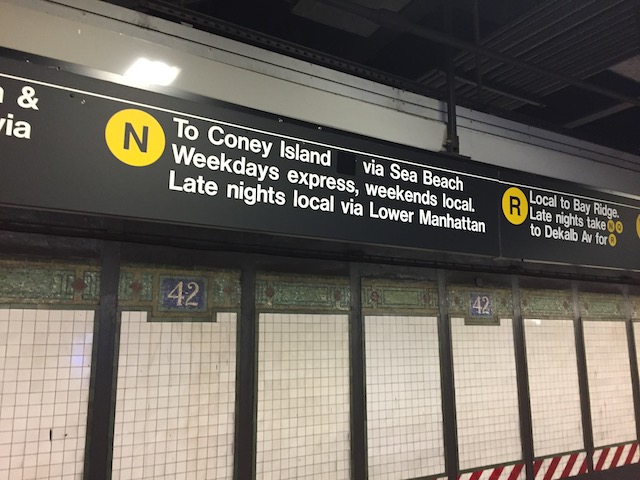 &
via
N
To Coney Island via Sea Beach
Weekdays express, weekends local.
Late nights local via Lower Manhattan
R
Local to Bay Ridge.
Late nights take N Q
to Dekalb Av for R
42
42